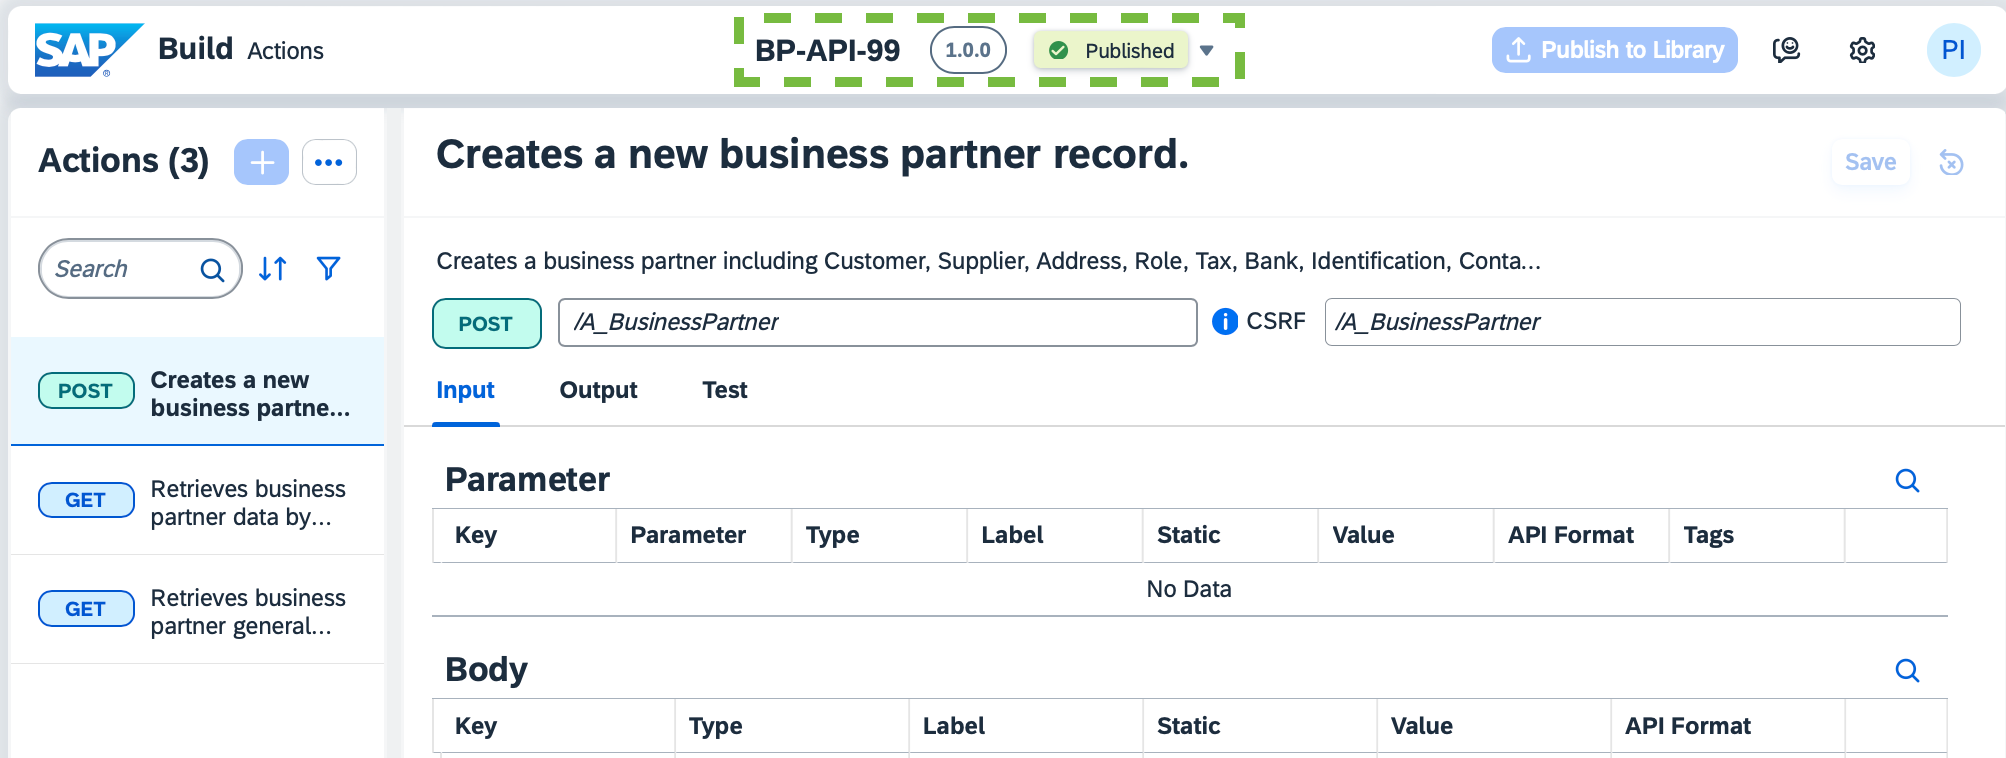 SAP Build Actions BP-API-99 1.0.0 Published Publish to Library PI
Actions (3)
Creates a new business partner record.
Save
Search
Creates a business partner including Customer, Supplier, Address, Role, Tax, Bank, Identification, Conta...
POST /A_BusinessPartner CSRF /A_BusinessPartner
POST Creates a new
business partne...
GET Retrieves business
partner data by...
GET Retrieves business
partner general...
Input Output Test
Parameter
Key Parameter Type Label Static Value API Format Tags
No Data
Body
Key Type Label Static Value API Format